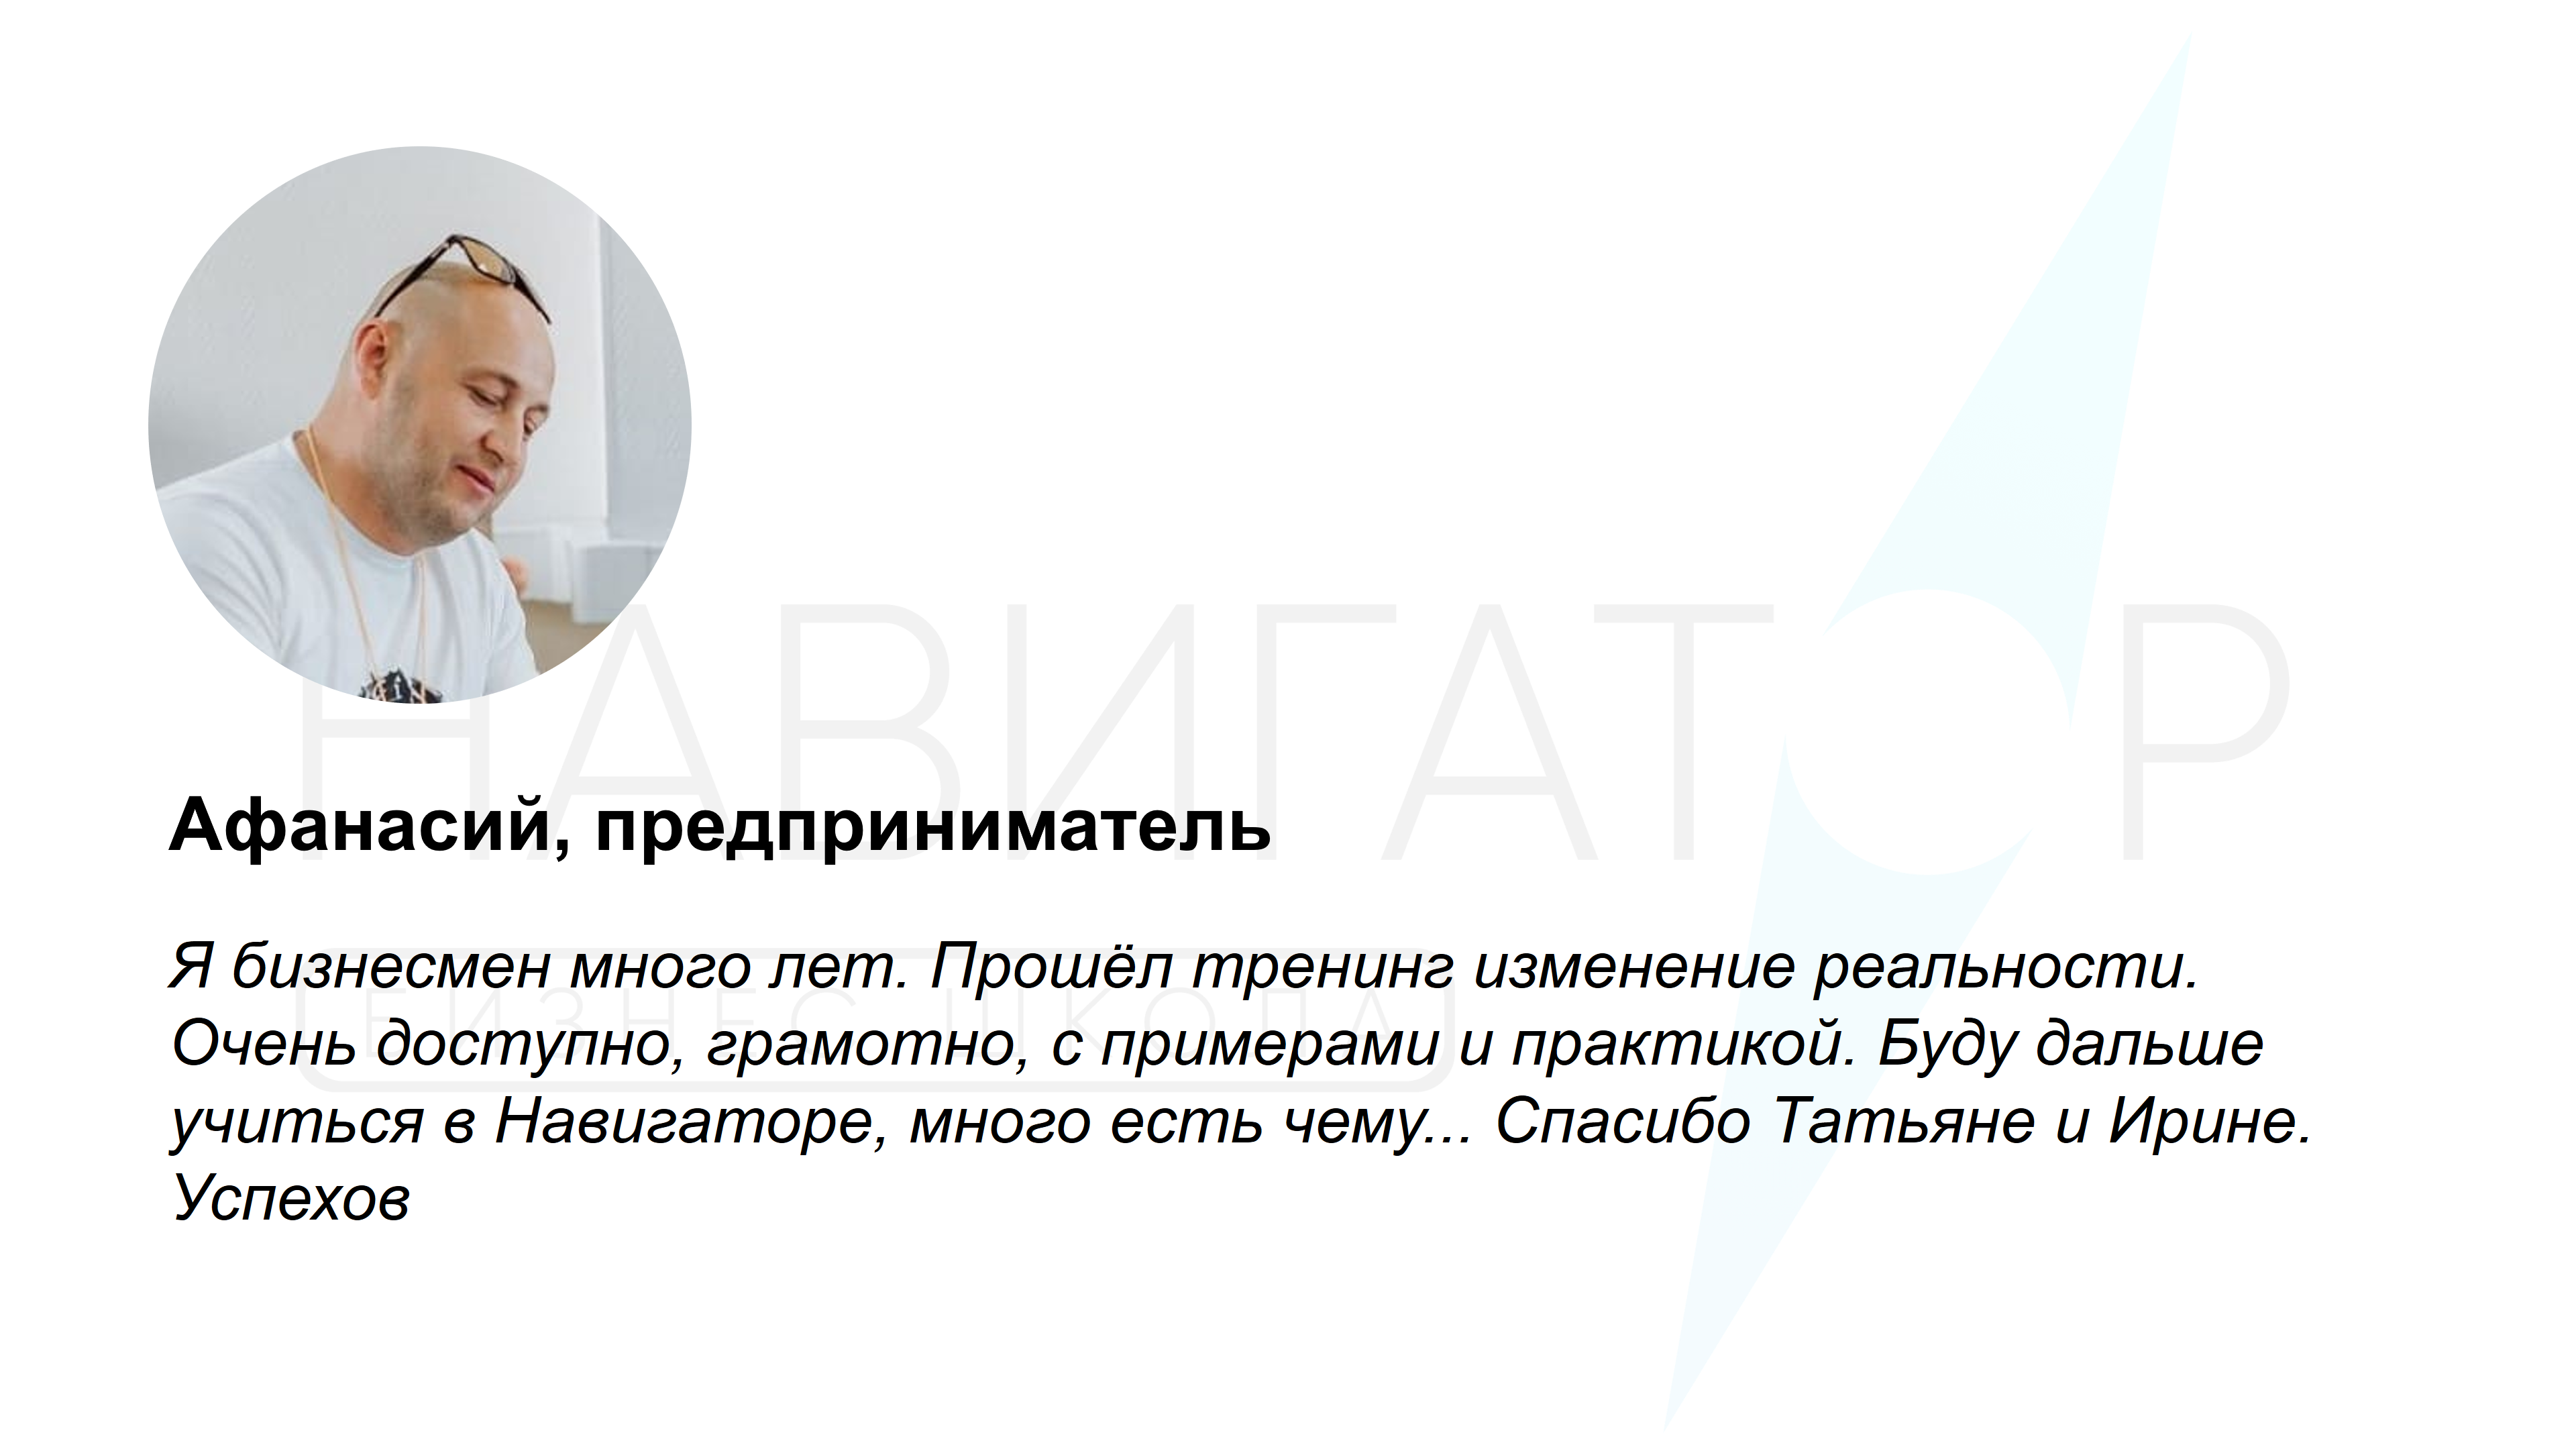 НАВИГАТОР
Афанасий, предприниматель
БИЗНЕС ШКОЛА
Я бизнесмен много лет. Прошёл тренинг изменение реальности.
Очень доступно, грамотно, с примерами и практикой. Буду дальше
учиться в Навигаторе, много есть чему... Спасибо Татьяне и Ирине.
Успехов